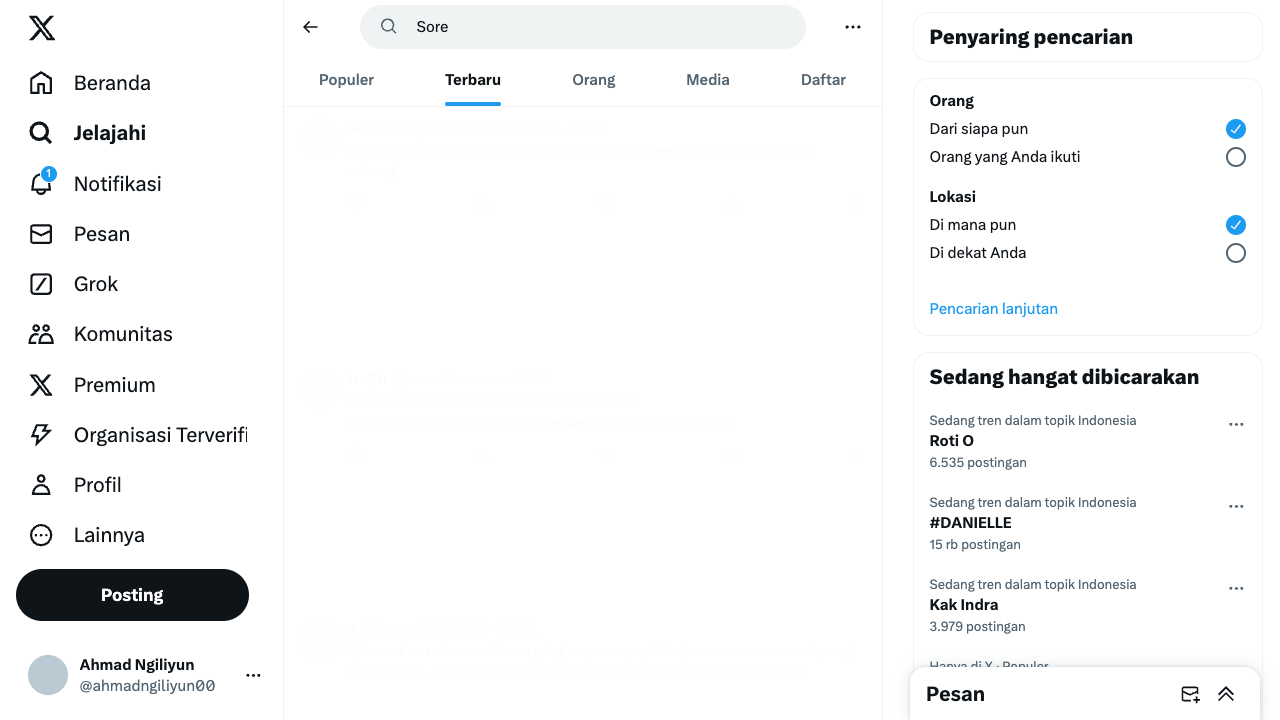 Beranda
Jelajahi
1
Notifikasi
Pesan
Grok
Komunitas
Premium
Organisasi Terverifi
Profil
Lainnya
Posting
Ahmad Ngiliyun
@ahmadngiliyun00
Sore
Populer
Terbaru
Orang
Media
Daftar
Penyaring pencarian
Orang
Dari siapa pun
Orang yang Anda ikuti
Lokasi
Di mana pun
Di dekat Anda
Pencarian lanjutan
Sedang hangat dibicarakan
Sedang tren dalam topik Indonesia
Roti O
6.535 postingan
Sedang tren dalam topik Indonesia
#DANIELLE
15 rb postingan
Sedang tren dalam topik Indonesia
Kak Indra
3.979 postingan
Hanya di X · Populer
Pesan